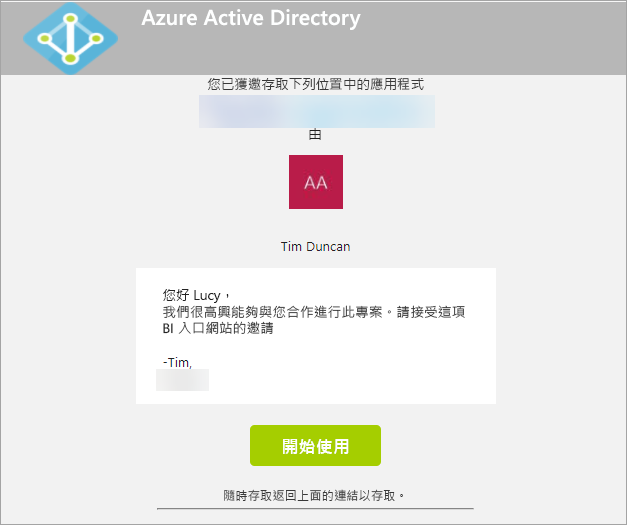 Azure Active Directory
您已獲邀存取下列位置中的應用程式
由
AA
Tim Duncan
您好 Lucy，
我們很高興能夠與您合作進行此專案。請接受這項
BI 入口網站的邀請
-Tim,
開始使用
隨時存取返回上面的連結以存取。